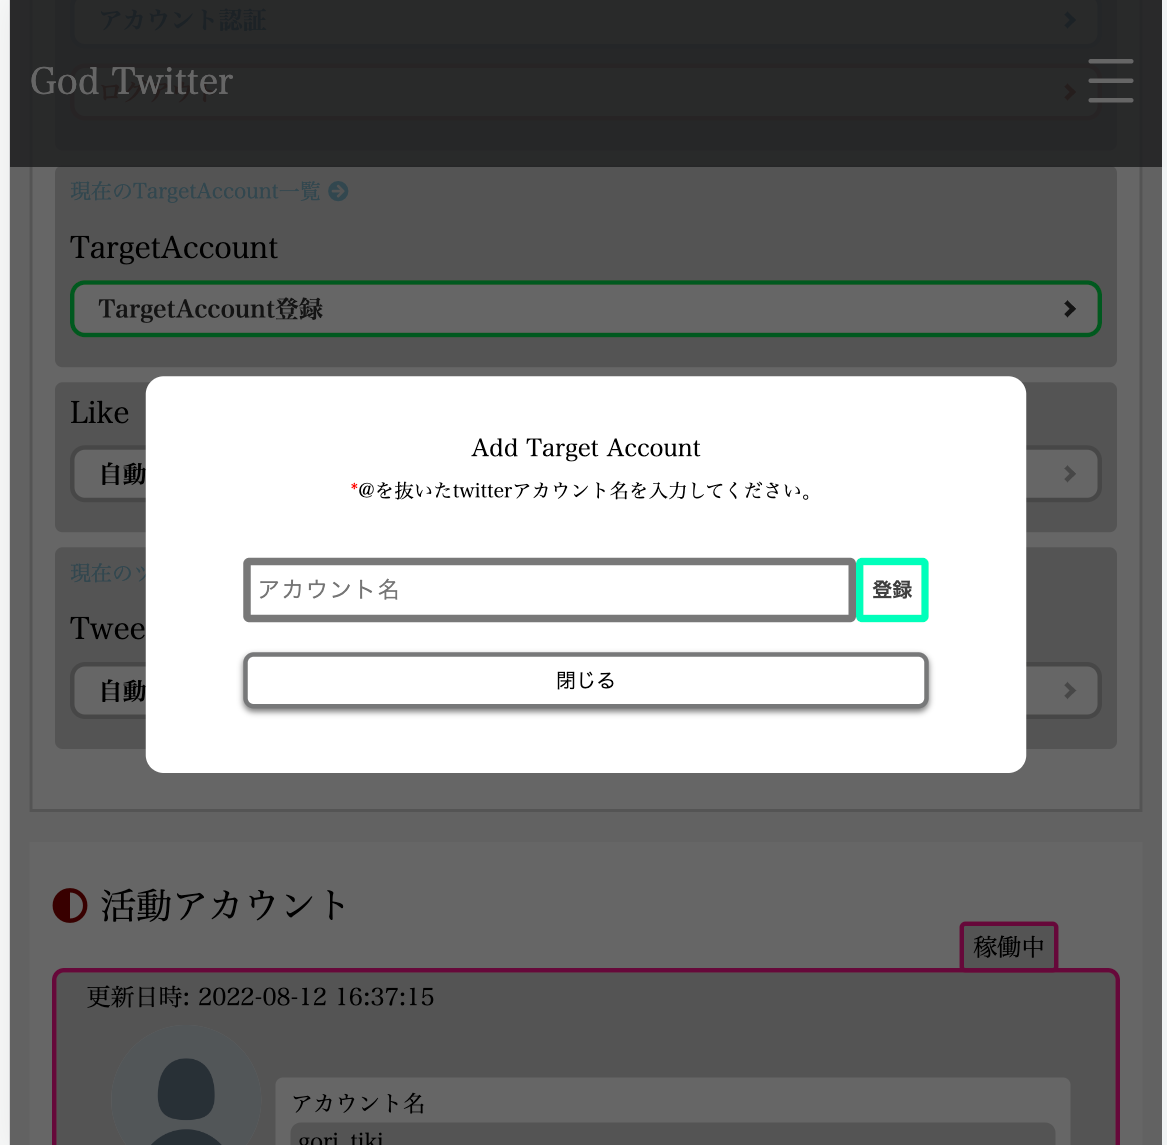 アカウント認証
God Twitter
ログアウト
現在のTargetAccount一覧
TargetAccount
TargetAccount登録
Like
自動
Add Target Account
*@を抜いたtwitterアカウント名を入力してください。
アカウント名
登録
現在のツ
Twee
自動
閉じる
活動アカウント
稼働中
更新日時: 2022-08-12 16:37:15
アカウント名
gori_tiki